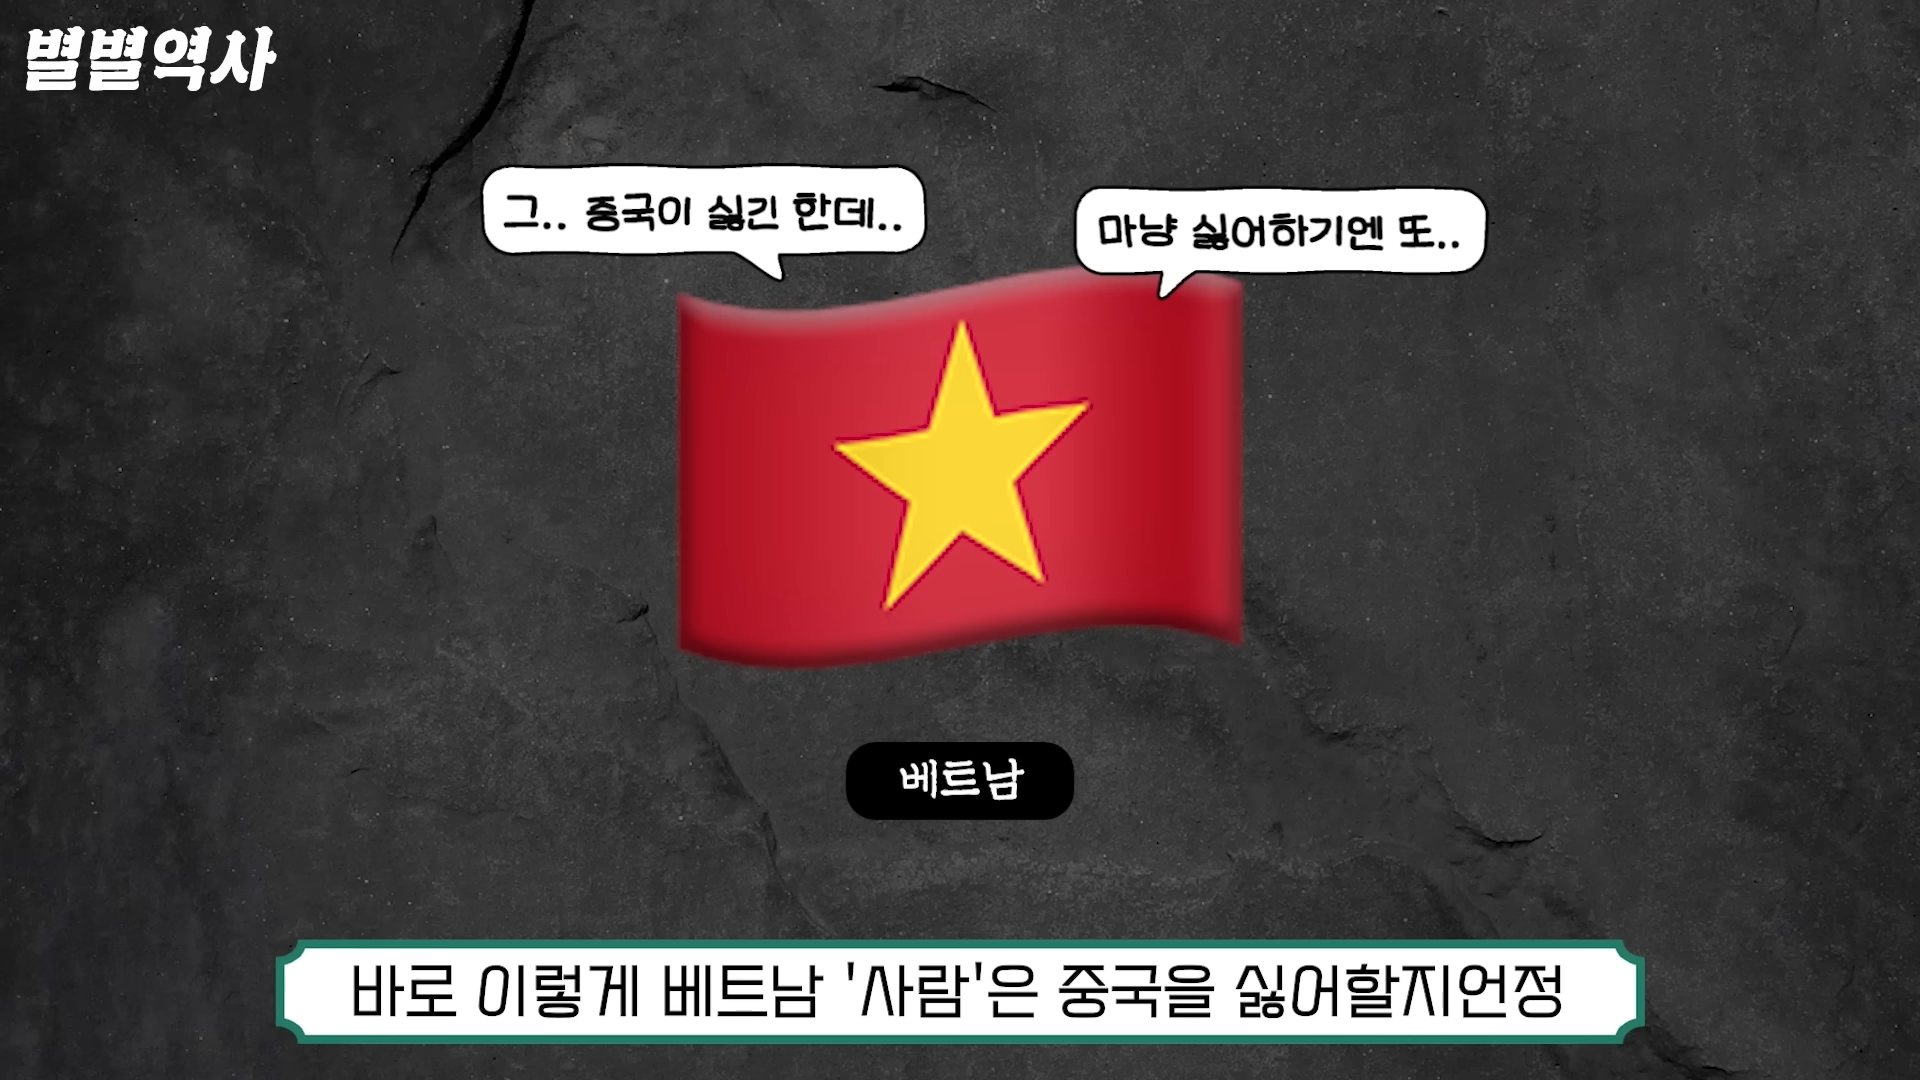 별별역사
그.. 중국이 싫긴 한데..
마냥 싫어하기엔 또..
베트남
바로 이렇게 베트남 '사람'은 중국을 싫어할지언정